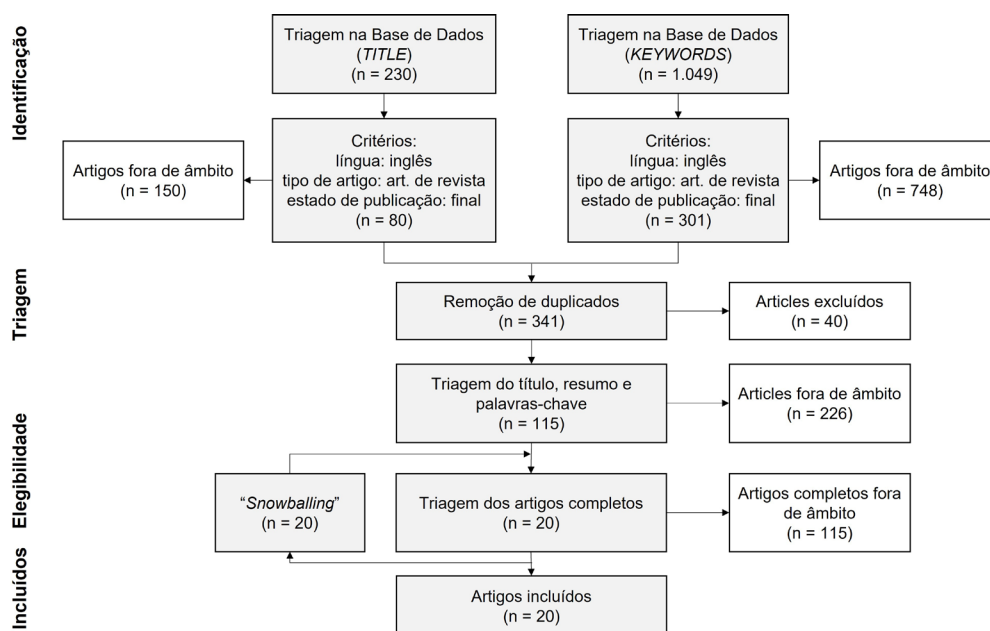 Identificação
Triagem na Base de Dados
(TITLE)
(n = 230)
Triagem na Base de Dados
(KEYWORDS)
(n = 1.049)
Artigos fora de âmbito
(n = 150)
Critérios:
língua: inglês
tipo de artigo: art. de revista
estado de publicação: final
(n = 80)
Critérios:
língua: inglês
tipo de artigo: art. de revista
estado de publicação: final
(n = 301)
Artigos fora de âmbito
(n = 748)
Triagem
Remoção de duplicados
(n = 341)
Articles excluídos
(n = 40)
Triagem do título, resumo e
palavras-chave
(n = 115)
Articles fora de âmbito
(n = 226)
Elegibilidade
“Snowballing”
(n = 20)
Triagem dos artigos completos
(n = 20)
Artigos completos fora
de âmbito
(n = 115)
Incluídos
Artigos incluídos
(n = 20)